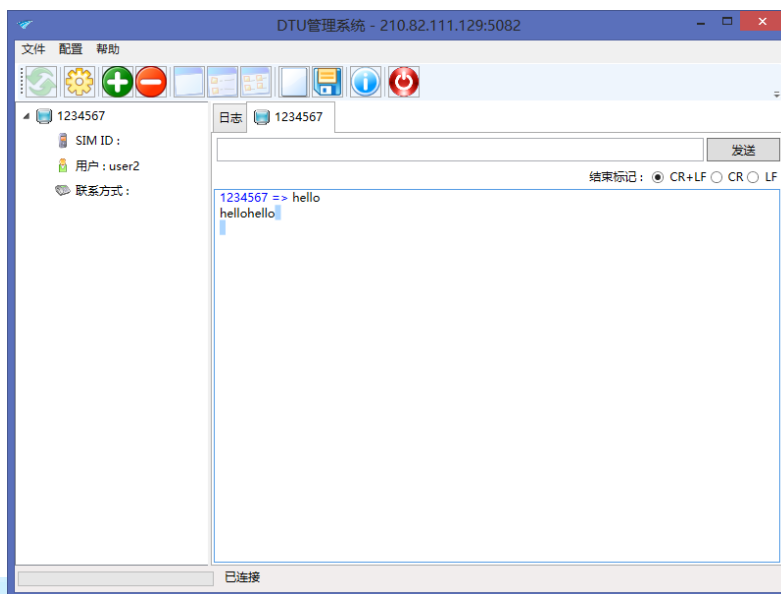 DTU管理系统 - 210.82.111.129:5082
文件 配置 帮助
1234567
SIM ID :
用户 : user2
联系方式 :
日志 1234567
发送
结束标记 : CR+LF CR LF
1234567 => hello
hellohello
已连接